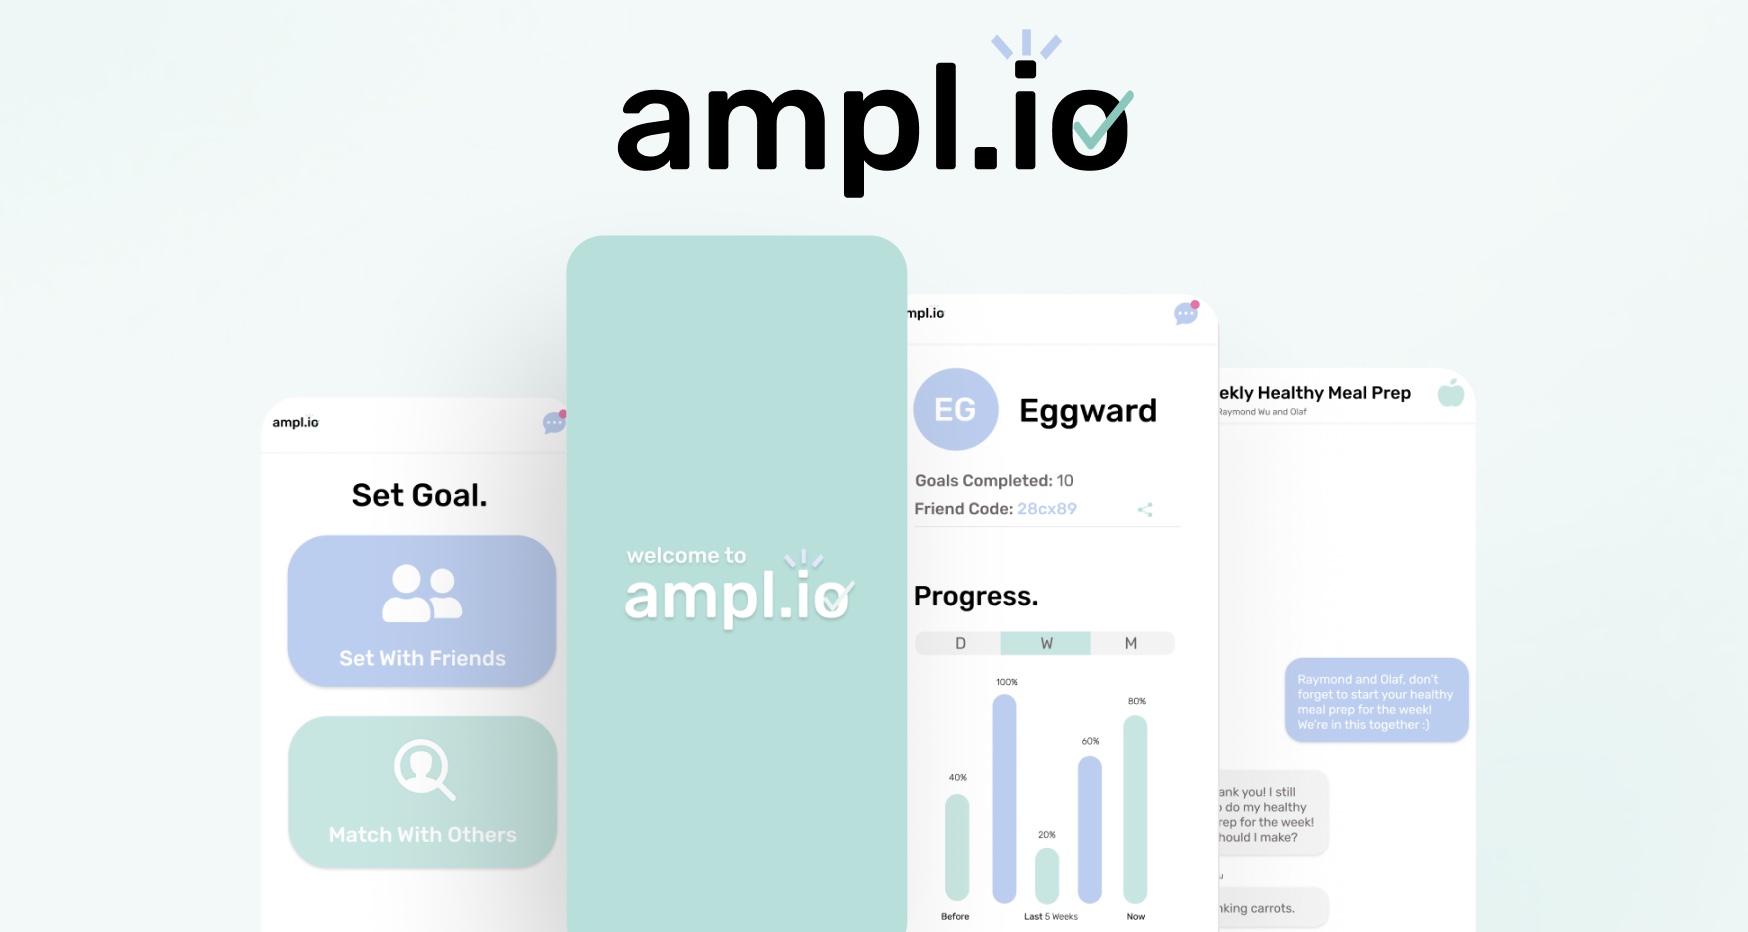 ampl.io
ampl.io
Set Goal.
Set With Friends
Match With Others
welcome to
ampl.io
mpl.io
EG
Eggward
Goals Completed: 10
Friend Code: 28cx89
Progress.
D W M
100%
80%
60%
40%
20%
Before Last 5 Weeks Now
ekly Healthy Meal Prep
Raymond Wu and Olaf
Raymond and Olaf, don't
forget to start your healthy
meal prep for the week!
We're in this together :)
ank you! I still
o do my healthy
rep for the week!
hould I make?
u
nking carrots.